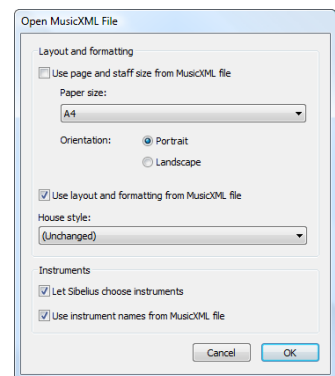 Open MusicXML File
Layout and formatting
Use page and staff size from MusicXML file
Paper size:
A4
Orientation:
Portrait
Landscape
Use layout and formatting from MusicXML file
House style:
(Unchanged)
Instruments
Let Sibelius choose instruments
Use instrument names from MusicXML file
Cancel
OK